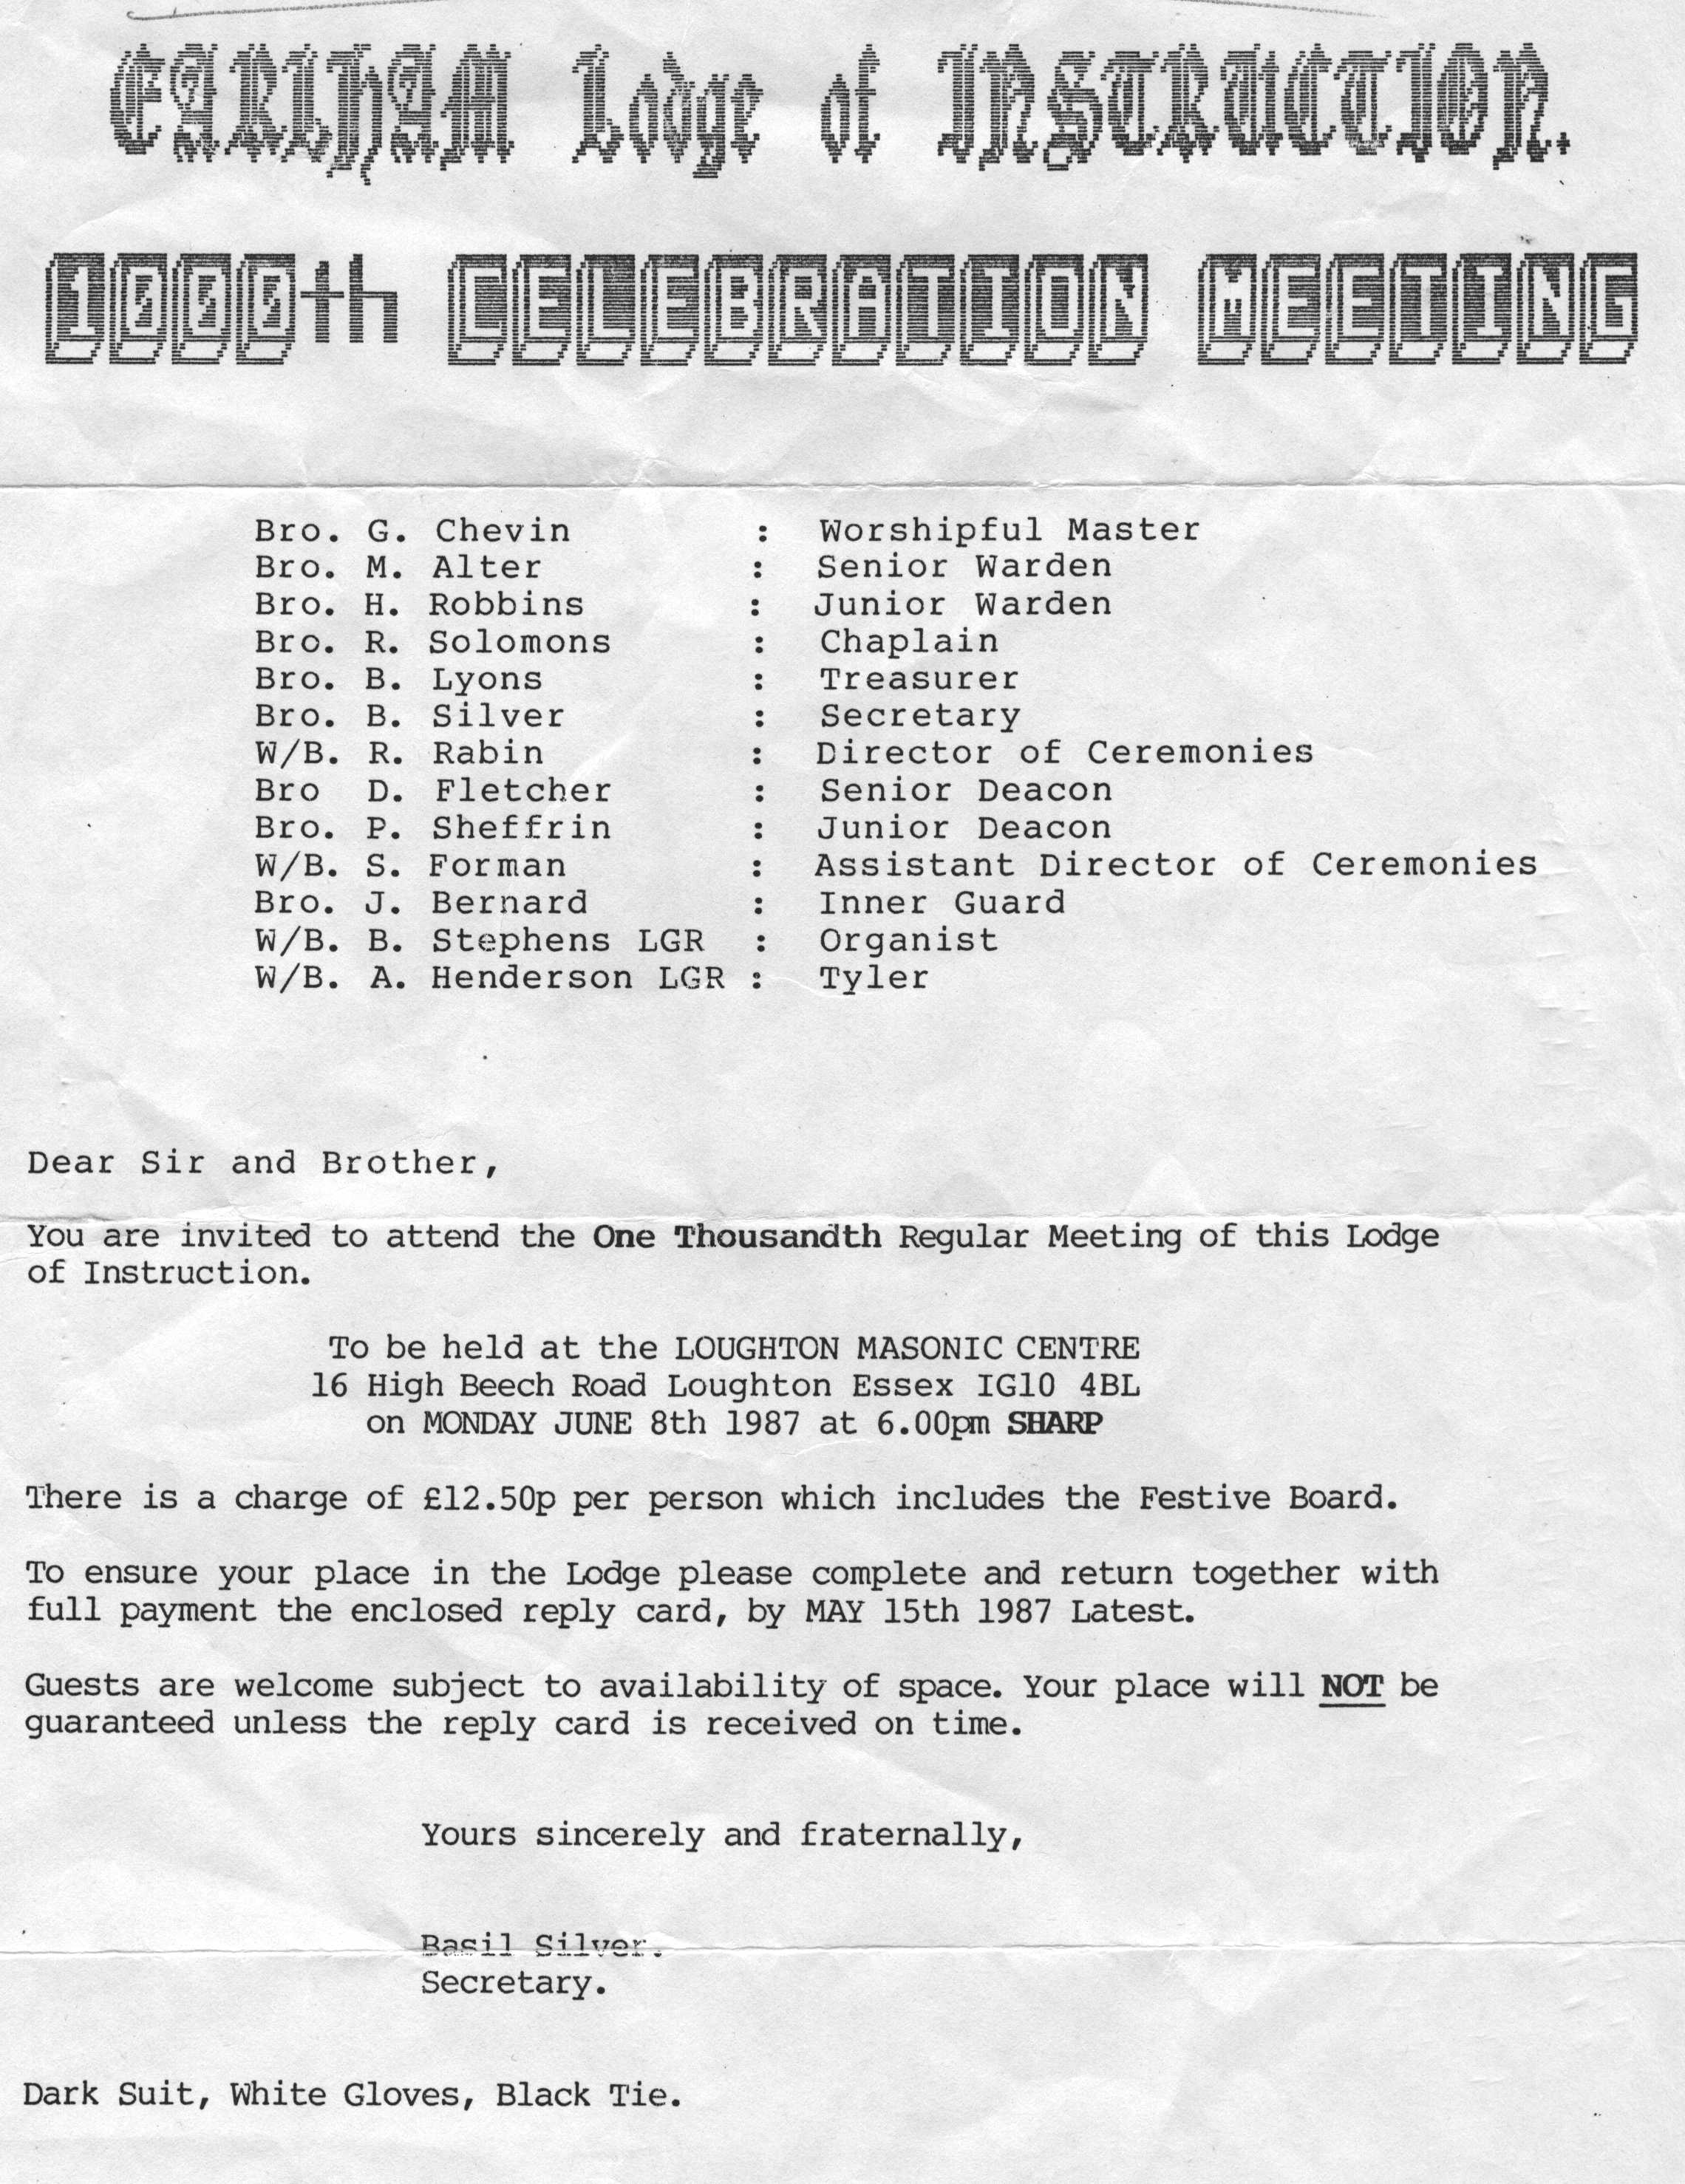 EARLHAM Lodge of INSTRUCTION.
1000th CELEBRATION MEETING
Bro. G. Chevin : Worshipful Master
Bro. M. Alter : Senior Warden
Bro. H. Robbins : Junior Warden
Bro. R. Solomons : Chaplain
Bro. B. Lyons : Treasurer
Bro. B. Silver : Secretary
W/B. R. Rabin : Director of Ceremonies
Bro D. Fletcher : Senior Deacon
Bro. P. Sheffrin : Junior Deacon
W/B. S. Forman : Assistant Director of Ceremonies
Bro. J. Bernard : Inner Guard
W/B. B. Stephens LGR : Organist
W/B. A. Henderson LGR : Tyler
Dear Sir and Brother,
You are invited to attend the One Thousandth Regular Meeting of this Lodge
of Instruction.
To be held at the LOUGHTON MASONIC CENTRE
16 High Beech Road Loughton Essex IG10 4BL
on MONDAY JUNE 8th 1987 at 6.00pm SHARP
There is a charge of £12.50p per person which includes the Festive Board.
To ensure your place in the Lodge please complete and return together with
full payment the enclosed reply card, by MAY 15th 1987 Latest.
Guests are welcome subject to availability of space. Your place will NOT be
guaranteed unless the reply card is received on time.
Yours sincerely and fraternally,
Basil Silver.
Secretary.
Dark Suit, White Gloves, Black Tie.